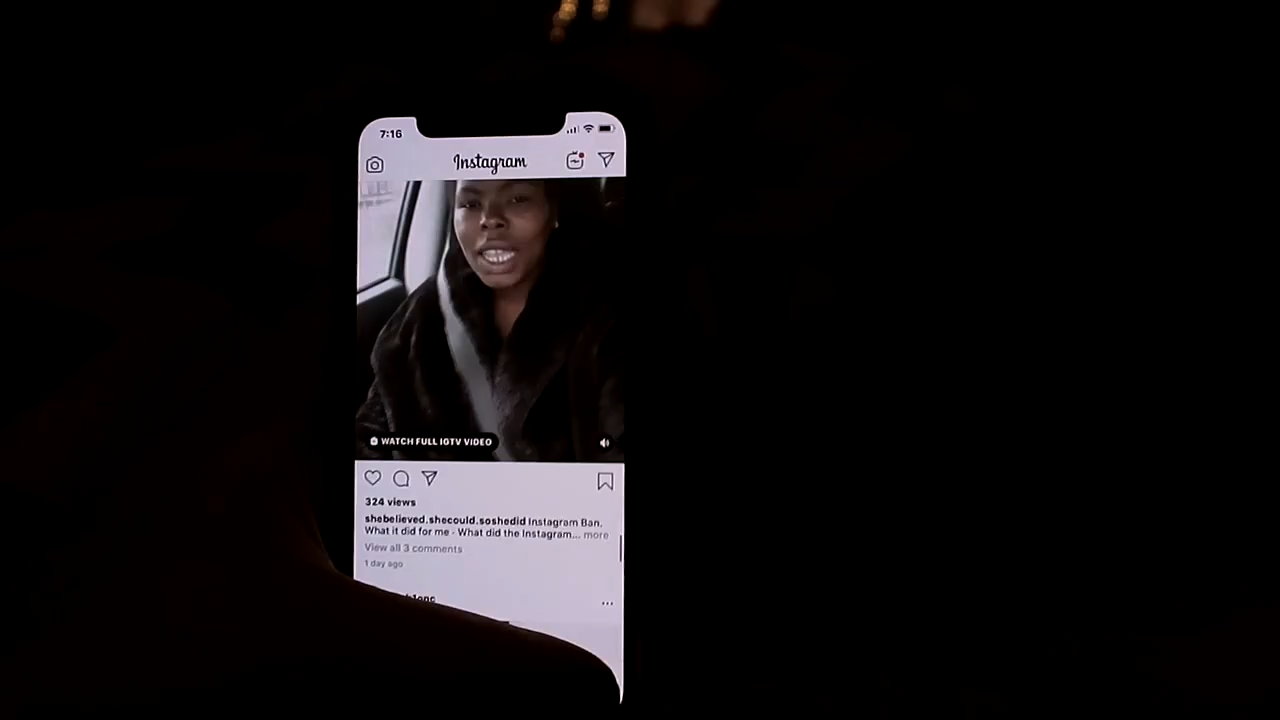 7:16
Instagram
WATCH FULL IGTV VIDEO
324 views
shebelieved.shecould.soshedid Instagram Ban.
What it did for me - What did the Instagram... more
View all 3 comments
1 day ago